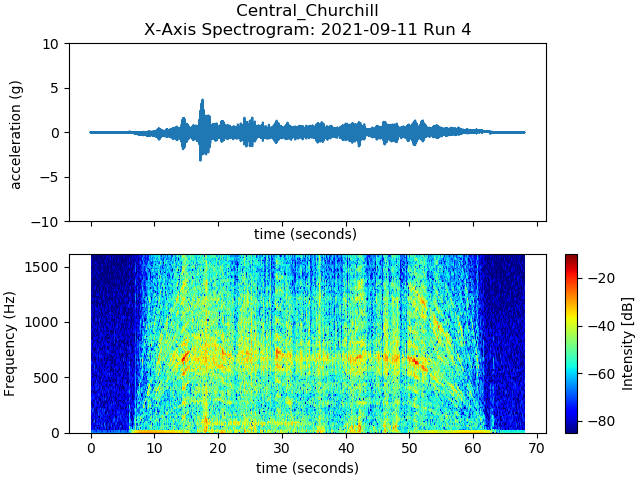 Central_Churchill
X-Axis Spectrogram: 2021-09-11 Run 4
10
5
0
−5
−10
acceleration (g)
time (seconds)
1500
1000
500
0
Frequency (Hz)
0 10 20 30 40 50 60 70
time (seconds)
−20
−40
−60
−80
Intensity [dB]